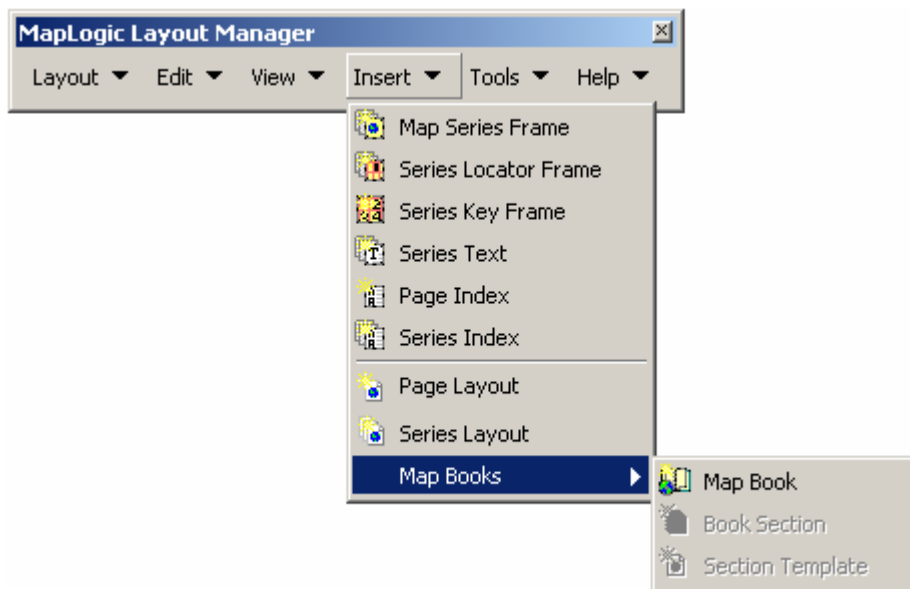 MapLogic Layout Manager
Layout Edit View Insert Tools Help
Map Series Frame
Series Locator Frame
Series Key Frame
Series Text
Page Index
Series Index
Page Layout
Series Layout
Map Books
Map Book
Book Section
Section Template